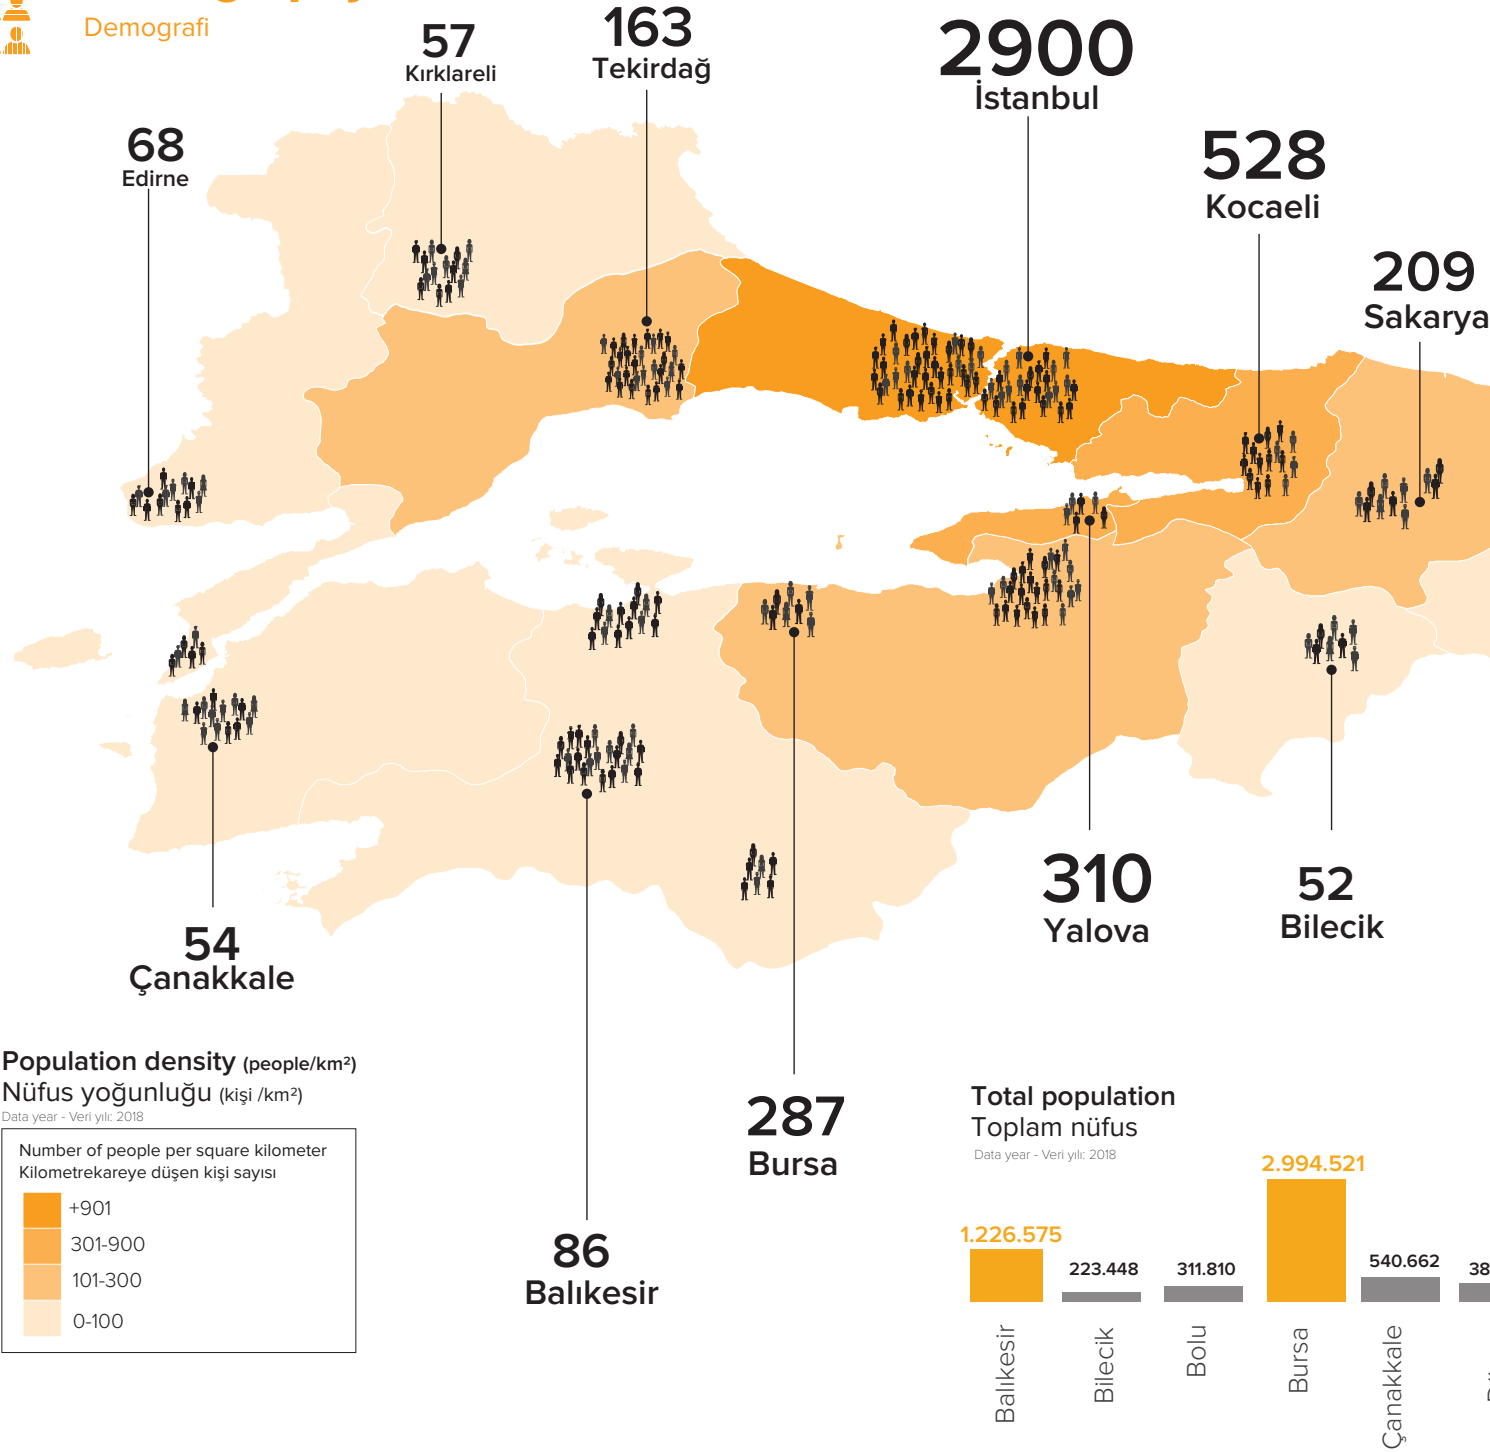 Demografi
57
Kırklareli
163
Tekirdağ
2900
İstanbul
68
Edirne
528
Kocaeli
209
Sakarya
310
Yalova
52
Bilecik
54
Çanakkale
287
Bursa
86
Balıkesir
Population density (people/km²)
Nüfus yoğunluğu (kişi /km²)
Data year - Veri yılı: 2018
Number of people per square kilometer
Kilometrekareye düşen kişi sayısı
+901
301-900
101-300
0-100
Total population
Toplam nüfus
Data year - Veri yılı: 2018
1.226.575
223.448
311.810
2.994.521
540.662
38
Balıkesir
Bilecik
Bolu
Bursa
Çanakkale